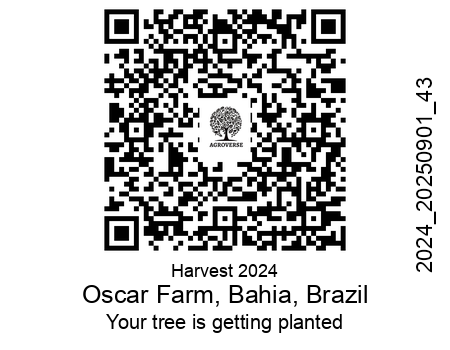 AGROVERSE
Harvest 2024
Oscar Farm, Bahia, Brazil
Your tree is getting planted
2024_20250901_43